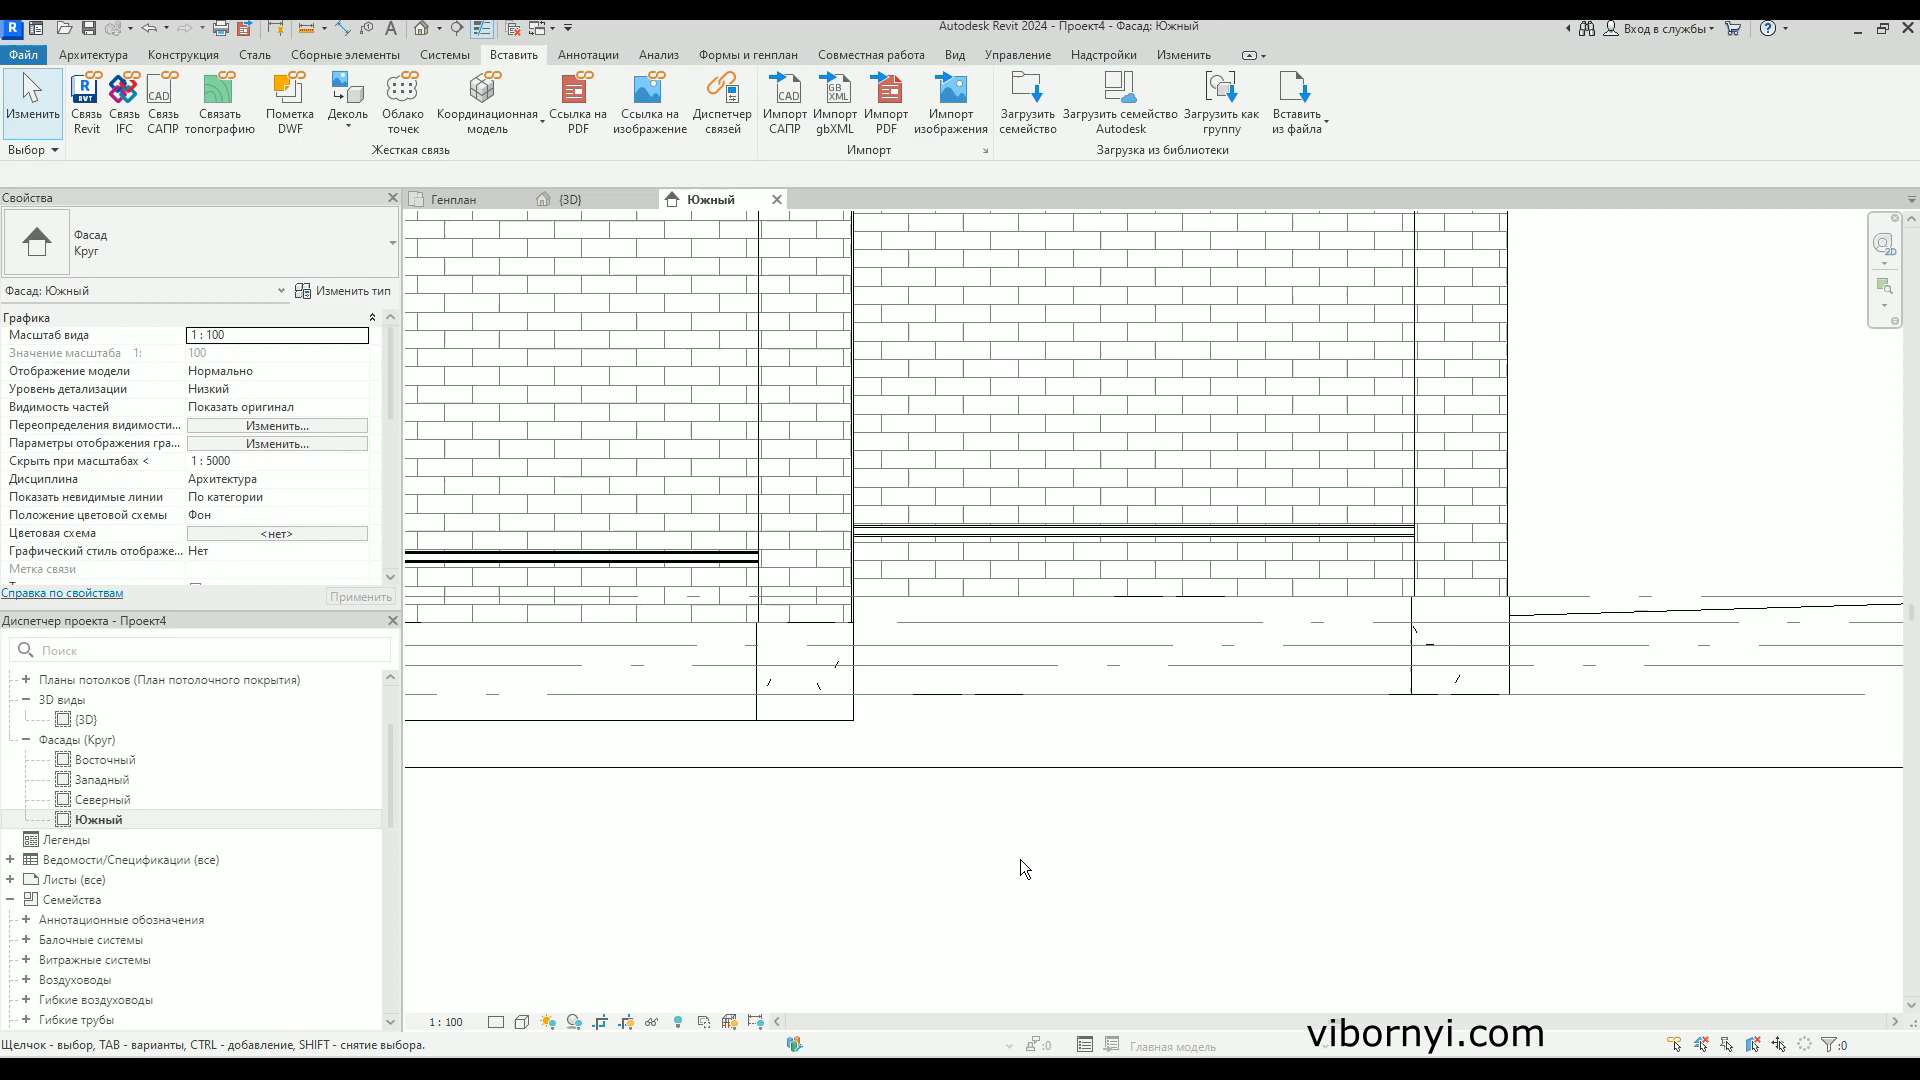 Autodesk Revit 2024 - Проект4 - Фасад: Южный
Вход в службы
Файл
Архитектура
Конструкция
Сталь
Сборные элементы
Системы
Вставить
Аннотации
Анализ
Формы и генплан
Совместная работа
Вид
Управление
Надстройки
Изменить
Изменить
Связь Revit
Связь IFC
Связь САПР
Связать топографию
Пометка DWF
Деколь
Облако точек
Координационная модель
Ссылка на PDF
Ссылка на изображение
Диспетчер связей
Импорт САПР
Импорт gbXML
Импорт PDF
Импорт изображения
Загрузить семейство
Загрузить семейство Autodesk
Загрузить как группу
Вставить из файла
Выбор
Жесткая связь
Импорт
Загрузка из библиотеки
Свойства
Генплан
{3D}
Южный
Фасад
Круг
Фасад: Южный
Изменить тип
Графика
Масштаб вида 1 : 100
Значение масштаба 1: 100
Отображение модели Нормально
Уровень детализации Низкий
Видимость частей Показать оригинал
Переопределения видимости... Изменить...
Параметры отображения гра... Изменить...
Скрыть при масштабах < 1 : 5000
Дисциплина Архитектура
Показать невидимые линии По категории
Положение цветовой схемы Фон
Цветовая схема <нет>
Графический стиль отображе... Нет
Метка связи
Справка по свойствам
Применить
Диспетчер проекта - Проект4
Поиск
Планы потолков (План потолочного покрытия)
3D виды
{3D}
Фасады (Круг)
Восточный
Западный
Северный
Южный
Легенды
Ведомости/Спецификации (все)
Листы (все)
Семейства
Аннотационные обозначения
Балочные системы
Витражные системы
Воздуховоды
Гибкие воздуховоды
Гибкие трубы
1 : 100
vibornyi.com
Щелчок - выбор, TAB - варианты, CTRL - добавление, SHIFT - снятие выбора.
:0
Главная модель
:0